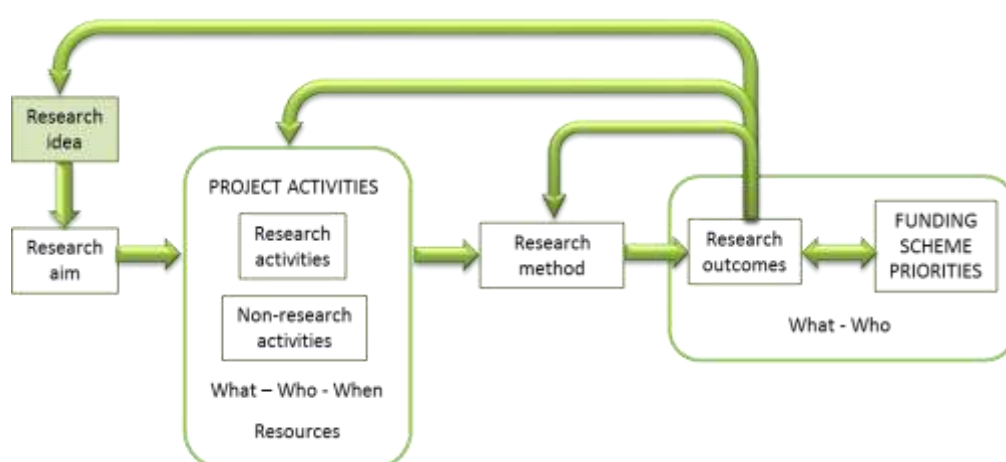 Research
idea
Research
aim
PROJECT ACTIVITIES
Research
activities
Non-research
activities
What – Who - When
Resources
Research
method
Research
outcomes
FUNDING
SCHEME
PRIORITIES
What - Who